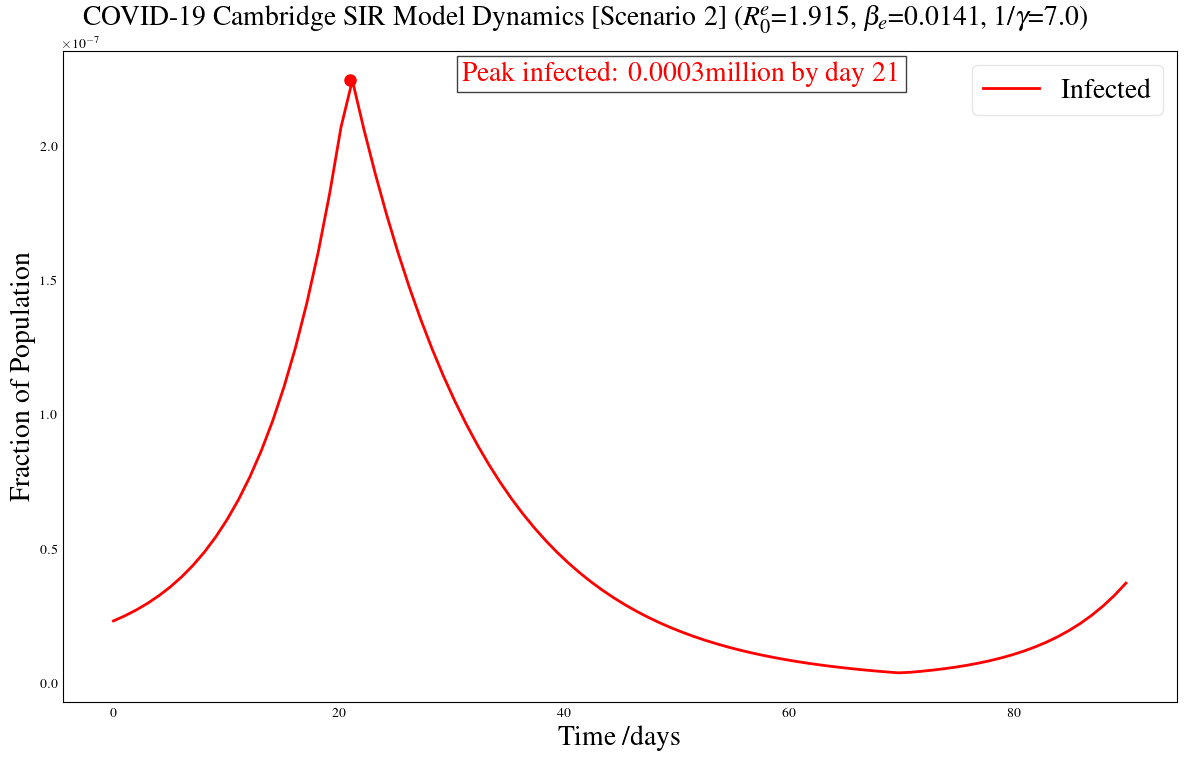 COVID-19 Cambridge SIR Model Dynamics [Scenario 2] (R₀ᵉ=1.915, βₑ=0.0141, 1/γ=7.0)
×10⁻⁷
Peak infected: 0.0003million by day 21
Infected
2.0
1.5
1.0
0.5
0.0
Fraction of Population
0 20 40 60 80
Time /days